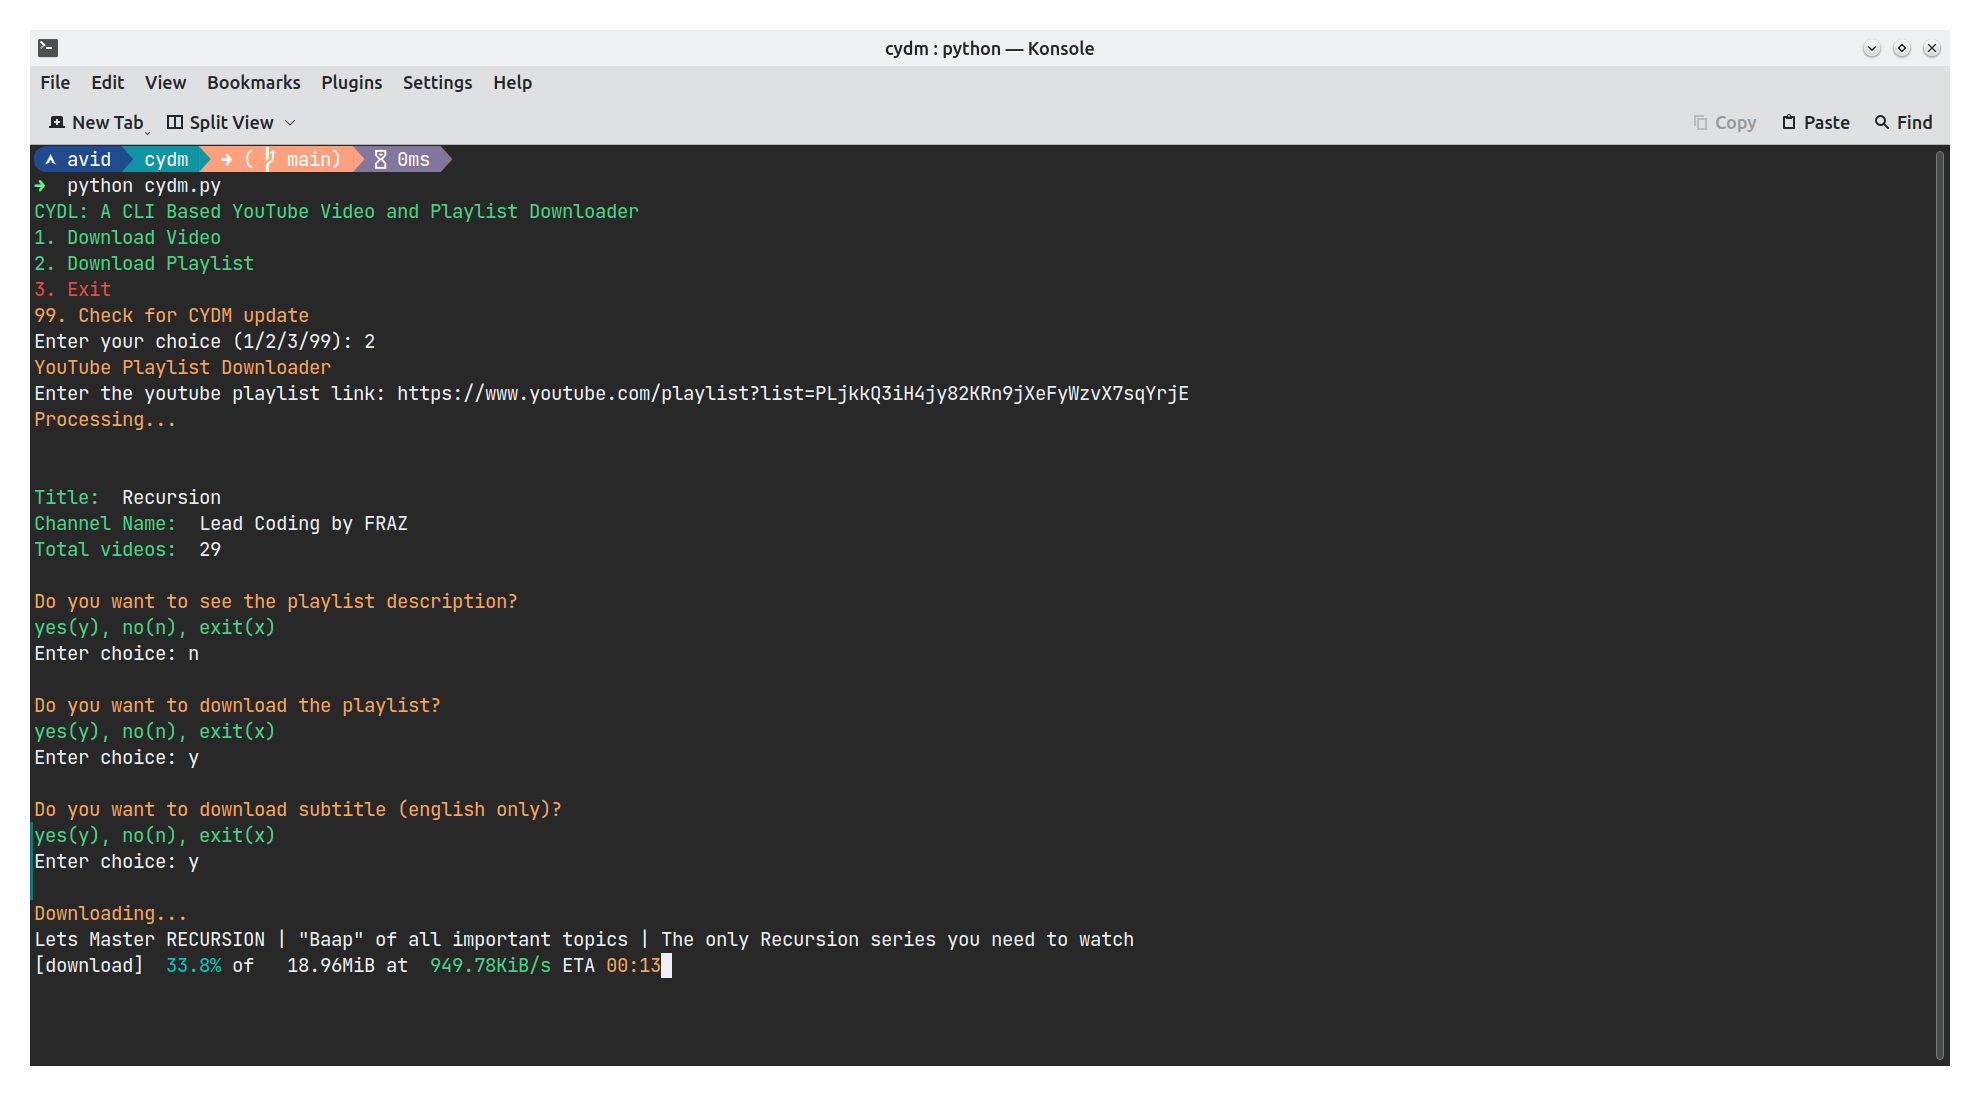 cydm : python — Konsole
File Edit View Bookmarks Plugins Settings Help
New Tab Split View Copy Paste Find
avid cydm ➜ ( main) 0ms
➜ python cydm.py
CYDL: A CLI Based YouTube Video and Playlist Downloader
1. Download Video
2. Download Playlist
3. Exit
99. Check for CYDM update
Enter your choice (1/2/3/99): 2
YouTube Playlist Downloader
Enter the youtube playlist link: https://www.youtube.com/playlist?list=PLjkkQ3iH4jy82KRn9jXeFyWzvX7sqYrjE
Processing...
Title: Recursion
Channel Name: Lead Coding by FRAZ
Total videos: 29
Do you want to see the playlist description?
yes(y), no(n), exit(x)
Enter choice: n
Do you want to download the playlist?
yes(y), no(n), exit(x)
Enter choice: y
Do you want to download subtitle (english only)?
yes(y), no(n), exit(x)
Enter choice: y
Downloading...
Lets Master RECURSION | "Baap" of all important topics | The only Recursion series you need to watch
[download] 33.8% of 18.96MiB at 949.78KiB/s ETA 00:13